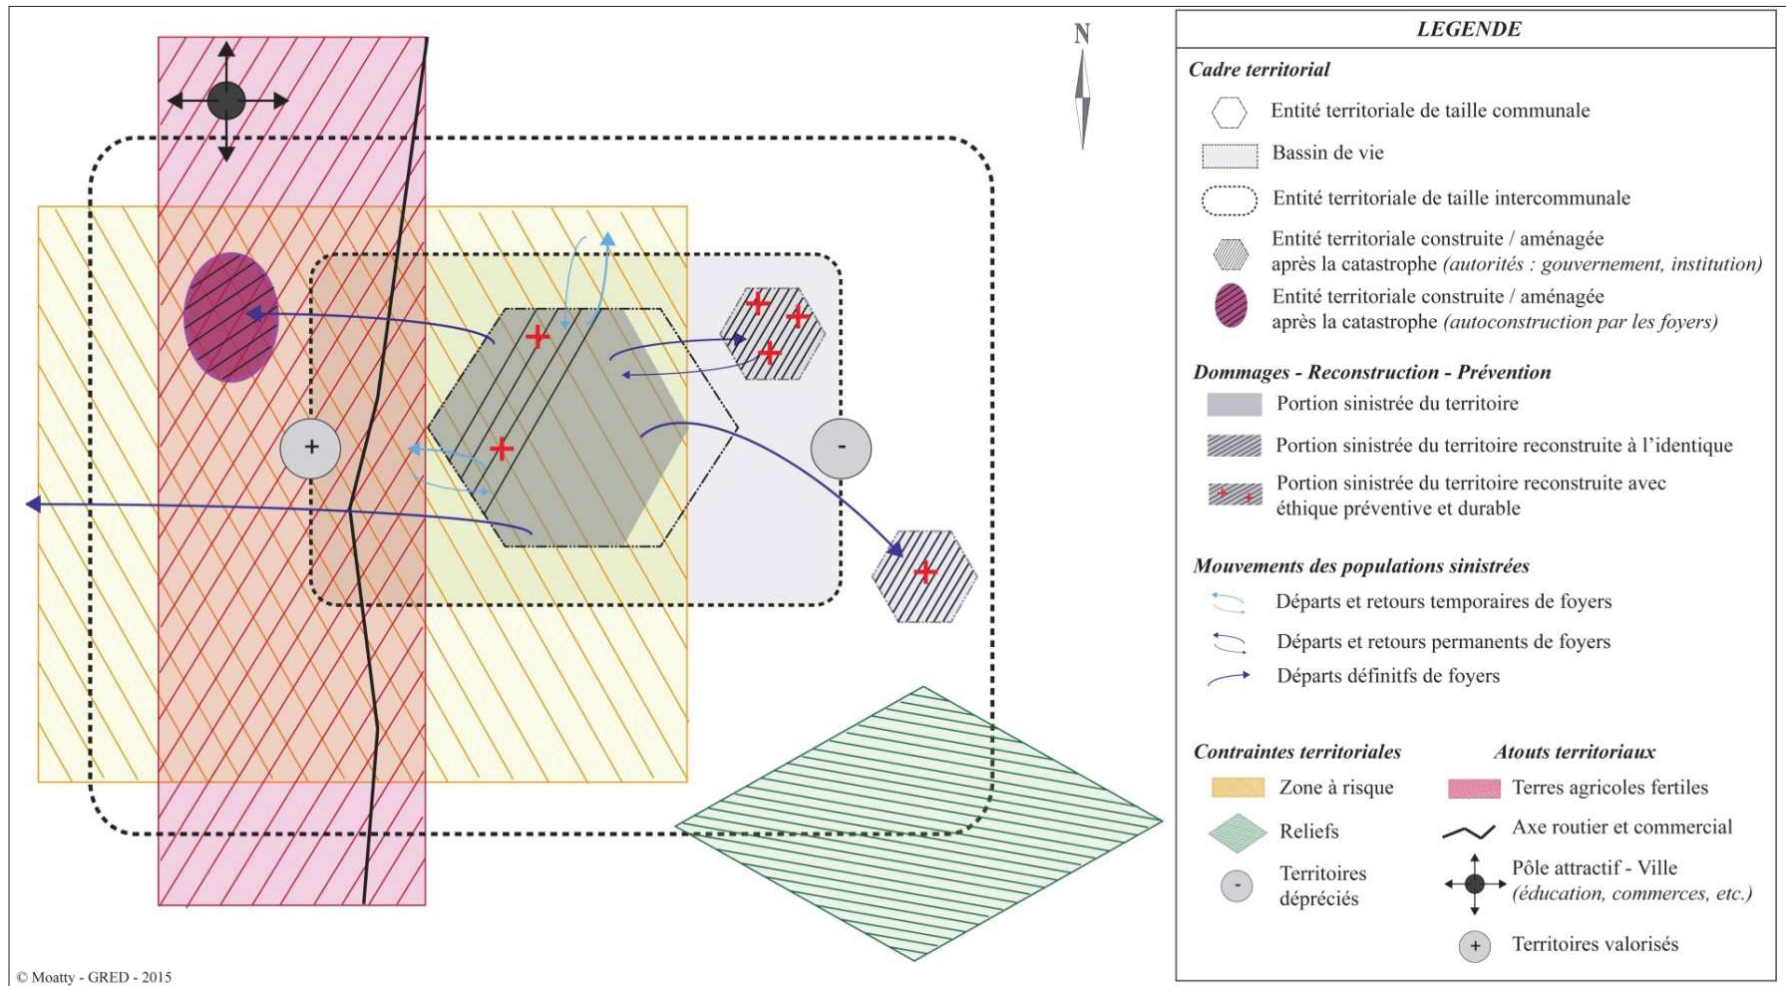 N
+
-
© Moatty - GRED - 2015
LEGENDE
Cadre territorial
Entité territoriale de taille communale
Bassin de vie
Entité territoriale de taille intercommunale
Entité territoriale construite / aménagée
après la catastrophe (autorités : gouvernement, institution)
Entité territoriale construite / aménagée
après la catastrophe (autoconstruction par les foyers)
Dommages - Reconstruction - Prévention
Portion sinistrée du territoire
Portion sinistrée du territoire reconstruite à l'identique
Portion sinistrée du territoire reconstruite avec
éthique préventive et durable
Mouvements des populations sinistrées
Départs et retours temporaires de foyers
Départs et retours permanents de foyers
Départs définitfs de foyers
Contraintes territoriales
Zone à risque
Reliefs
-
Territoires
dépréciés
Atouts territoriaux
Terres agricoles fertiles
Axe routier et commercial
Pôle attractif - Ville
(éducation, commerces, etc.)
+
Territoires valorisés